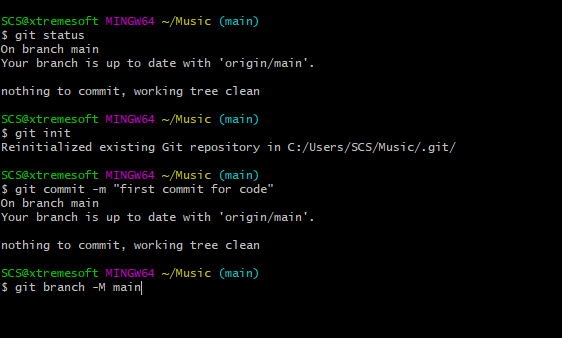 SCS@xtremesoft MINGW64 ~/Music (main)
$ git status
On branch main
Your branch is up to date with 'origin/main'.
nothing to commit, working tree clean
SCS@xtremesoft MINGW64 ~/Music (main)
$ git init
Reinitialized existing Git repository in C:/Users/SCS/Music/.git/
SCS@xtremesoft MINGW64 ~/Music (main)
$ git commit -m "first commit for code"
On branch main
Your branch is up to date with 'origin/main'.
nothing to commit, working tree clean
SCS@xtremesoft MINGW64 ~/Music (main)
$ git branch -M main